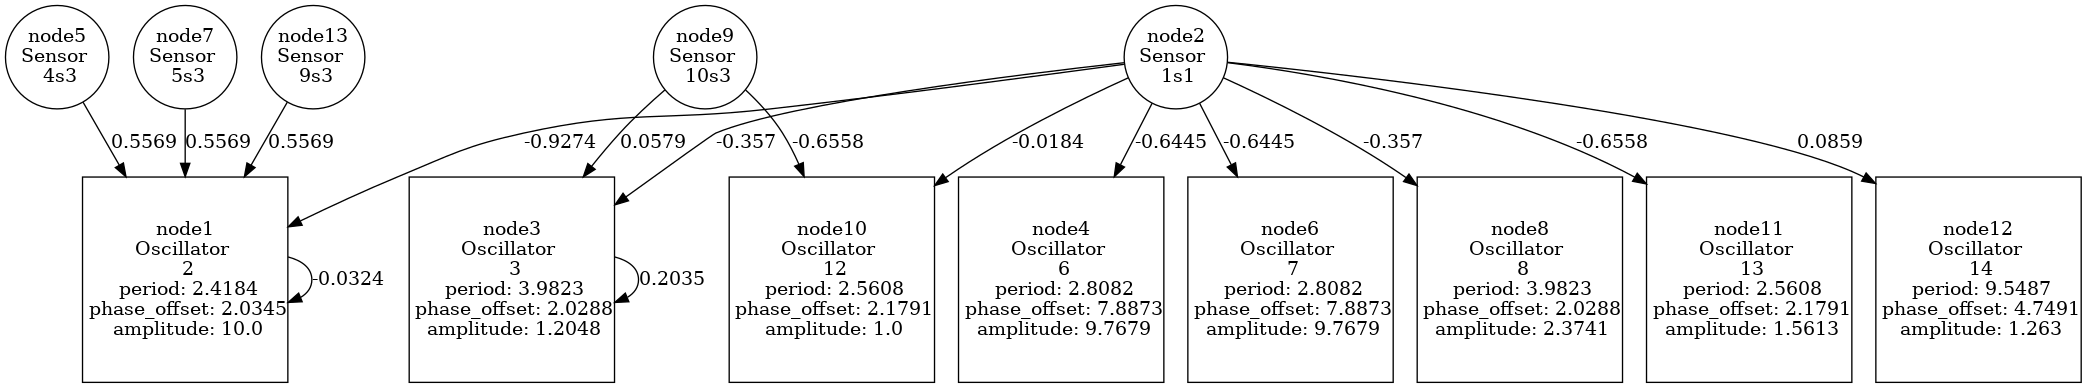 node5
Sensor
4s3
node7
Sensor
5s3
node13
Sensor
9s3
node9
Sensor
10s3
node2
Sensor
1s1
0.5569
0.5569
0.5569
-0.9274
0.0579
-0.357
-0.6558
-0.0184
-0.6445
-0.6445
-0.357
-0.6558
0.0859
node1
Oscillator
2
period: 2.4184
phase_offset: 2.0345
amplitude: 10.0
-0.0324
node3
Oscillator
3
period: 3.9823
phase_offset: 2.0288
amplitude: 1.2048
0.2035
node10
Oscillator
12
period: 2.5608
phase_offset: 2.1791
amplitude: 1.0
node4
Oscillator
6
period: 2.8082
phase_offset: 7.8873
amplitude: 9.7679
node6
Oscillator
7
period: 2.8082
phase_offset: 7.8873
amplitude: 9.7679
node8
Oscillator
8
period: 3.9823
phase_offset: 2.0288
amplitude: 2.3741
node11
Oscillator
13
period: 2.5608
phase_offset: 2.1791
amplitude: 1.5613
node12
Oscillator
14
period: 9.5487
phase_offset: 4.7491
amplitude: 1.263